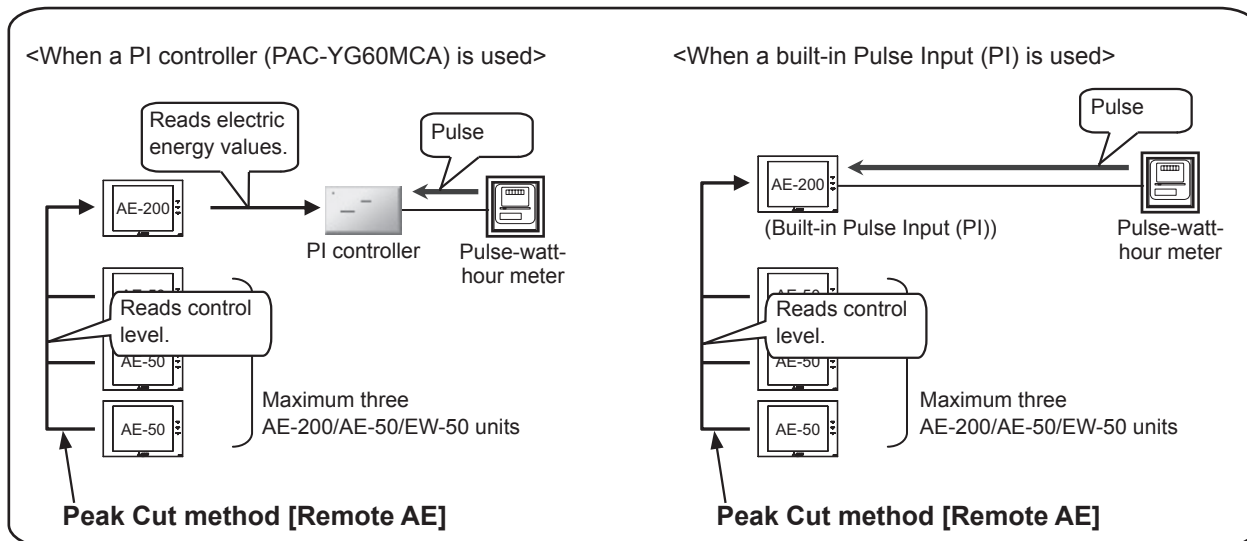 <When a PI controller (PAC-YG60MCA) is used>
Reads electric
energy values.
Pulse
AE-200
PI controller
Pulse-watt-
hour meter
Reads control
level.
AE-50
AE-50
Maximum three
AE-200/AE-50/EW-50 units
Peak Cut method [Remote AE]
<When a built-in Pulse Input (PI) is used>
Pulse
AE-200
(Built-in Pulse Input (PI))
Pulse-watt-
hour meter
Reads control
level.
AE-50
AE-50
Maximum three
AE-200/AE-50/EW-50 units
Peak Cut method [Remote AE]